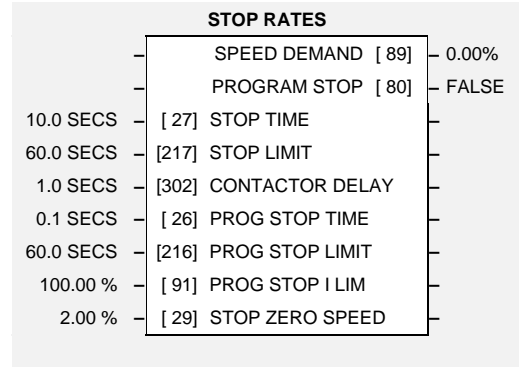 STOP RATES
SPEED DEMAND [ 89] – 0.00%
PROGRAM STOP [ 80] – FALSE
10.0 SECS – [ 27] STOP TIME –
60.0 SECS – [217] STOP LIMIT –
1.0 SECS – [302] CONTACTOR DELAY –
0.1 SECS – [ 26] PROG STOP TIME –
60.0 SECS – [216] PROG STOP LIMIT –
100.00 % – [ 91] PROG STOP I LIM –
2.00 % – [ 29] STOP ZERO SPEED –